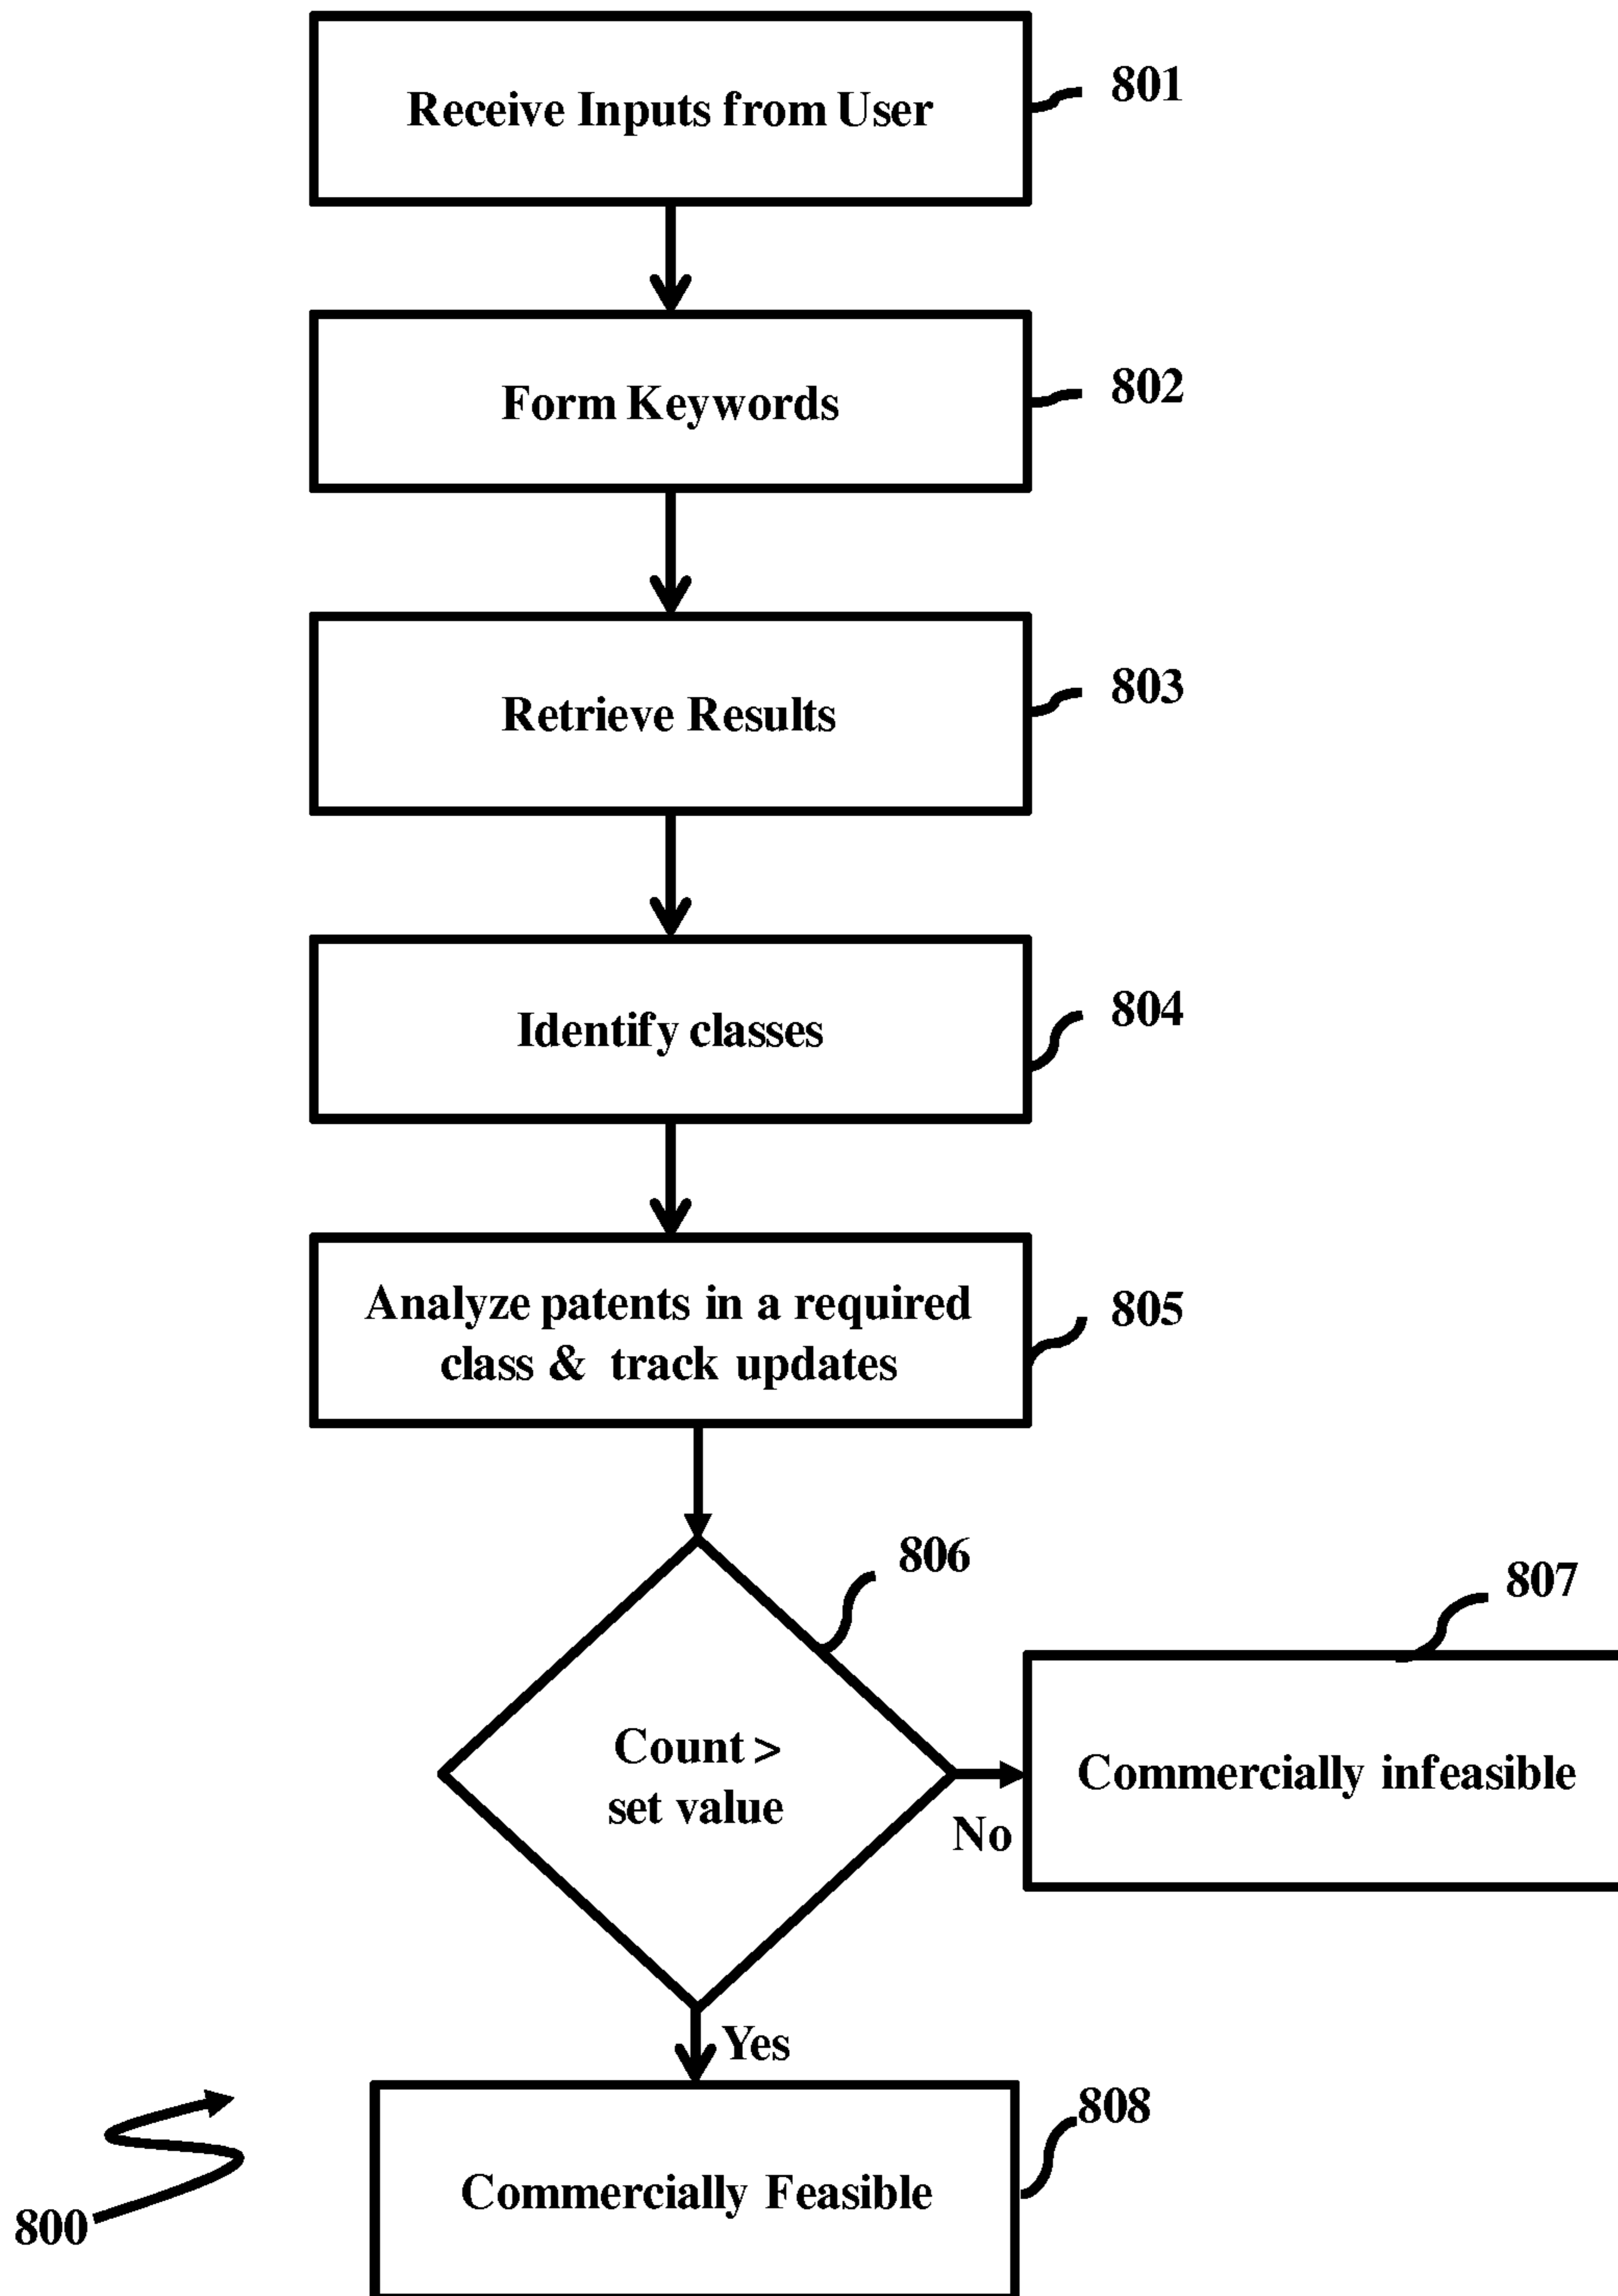 Receive Inputs from User
801
Form Keywords
802
Retrieve Results
803
Identify classes
804
Analyze patents in a required
class & track updates
805
806
Count >
set value
No
807
Commercially infeasible
Yes
808
Commercially Feasible
800